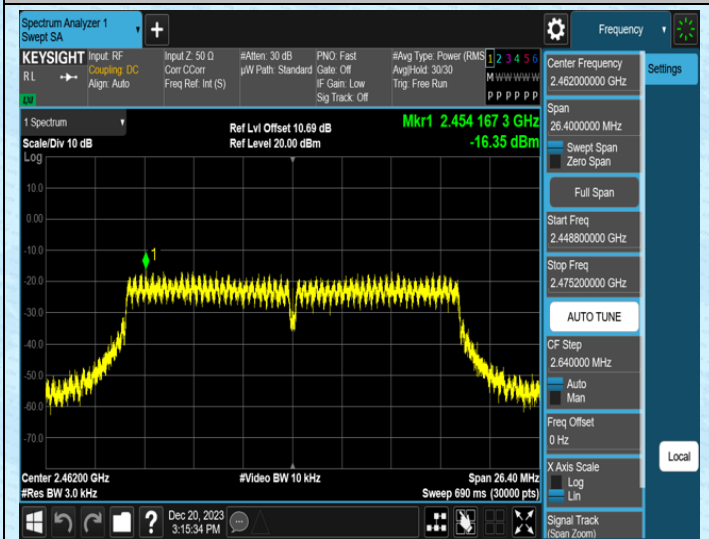 Spectrum Analyzer 1
Swept SA
Frequency
KEYSIGHT
RL
LXI
Input: RF
Coupling: DC
Align: Auto
Input Z: 50 Ω
Corr CCorr
Freq Ref: Int (S)
#Atten: 30 dB
µW Path: Standard
PNO: Fast
Gate: Off
IF Gain: Low
Sig Track: Off
#Avg Type: Power (RMS
Avg|Hold: 30/30
Trig: Free Run
1 2 3 4 5 6
M W W W W W
P P P P P P
1 Spectrum
Scale/Div 10 dB
Log
Ref Lvl Offset 10.69 dB
Ref Level 20.00 dBm
Mkr1 2.454 167 3 GHz
-16.35 dBm
10.0
0.00
-10.0
-20.0
-30.0
-40.0
-50.0
-60.0
-70.0
1
Center 2.46200 GHz
#Res BW 3.0 kHz
#Video BW 10 kHz
Span 26.40 MHz
Sweep 690 ms (30000 pts)
Dec 20, 2023
3:15:34 PM
Center Frequency
2.462000000 GHz
Span
26.4000000 MHz
Swept Span
Zero Span
Full Span
Start Freq
2.448800000 GHz
Stop Freq
2.475200000 GHz
AUTO TUNE
CF Step
2.640000 MHz
Auto
Man
Freq Offset
0 Hz
X Axis Scale
Log
Lin
Signal Track
(Span Zoom)
Settings
Local